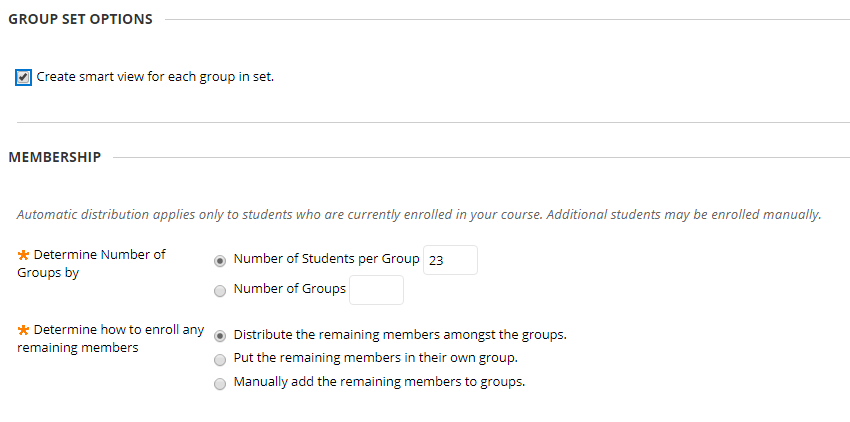 GROUP SET OPTIONS
Create smart view for each group in set.
MEMBERSHIP
Automatic distribution applies only to students who are currently enrolled in your course. Additional students may be enrolled manually.
* Determine Number of
Groups by
Number of Students per Group 23
Number of Groups
* Determine how to enroll any
remaining members
Distribute the remaining members amongst the groups.
Put the remaining members in their own group.
Manually add the remaining members to groups.